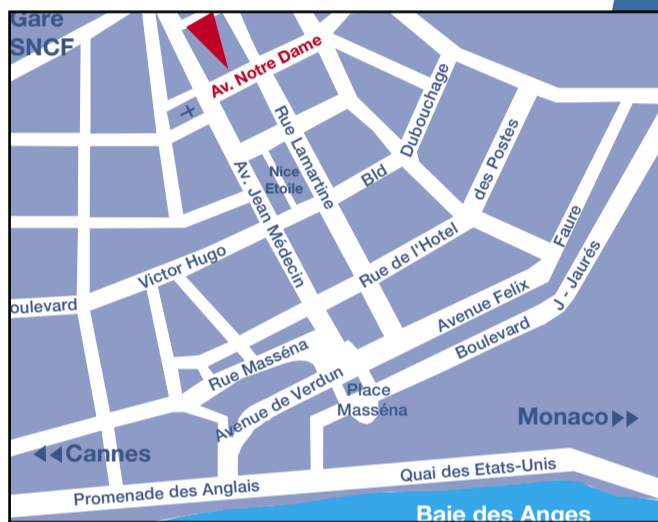 Gare
SNCF
Av. Notre Dame
Rue Lamartine
Dubouchage
Bld
des Postes
Nice
Etoile
Av. Jean Médecin
Faure
Rue de l'Hotel
Victor Hugo
oulevard
Avenue Felix
J - Jaurés
Boulevard
Rue Masséna
Avenue de Verdun
Place
Masséna
Monaco
Cannes
Quai des Etats-Unis
Promenade des Anglais
Baie des Anges